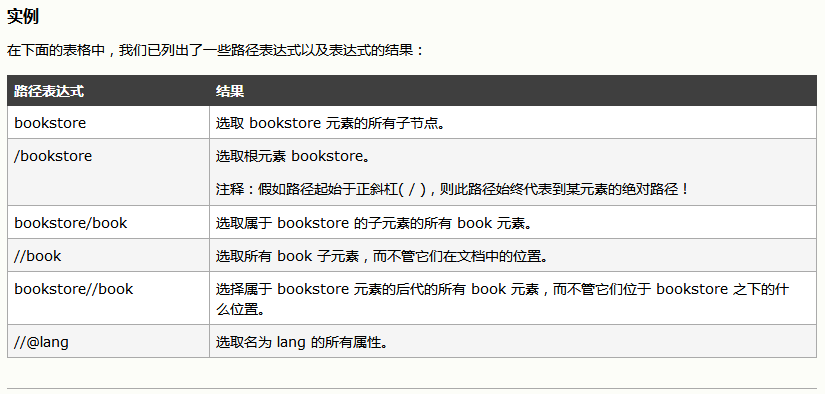 实例
在下面的表格中，我们已列出了一些路径表达式以及表达式的结果：
路径表达式 结果
bookstore 选取 bookstore 元素的所有子节点。
/bookstore 选取根元素 bookstore。
注释：假如路径起始于正斜杠( / )，则此路径始终代表到某元素的绝对路径！
bookstore/book 选取属于 bookstore 的子元素的所有 book 元素。
//book 选取所有 book 子元素，而不管它们在文档中的位置。
bookstore//book 选择属于 bookstore 元素的后代的所有 book 元素，而不管它们位于 bookstore 之下的什
么位置。
//@lang 选取名为 lang 的所有属性。